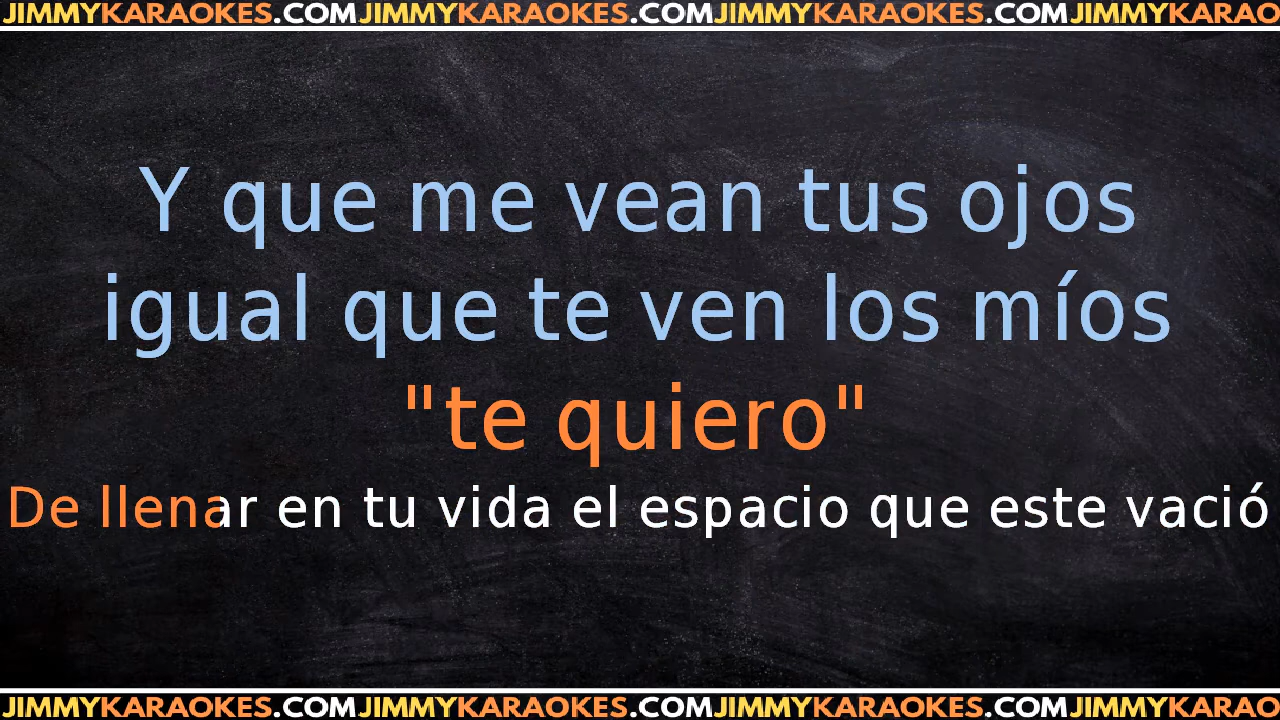 JIMMYKARAOKES.COMJIMMYKARAOKES.COMJIMMYKARAOKES.COMJIMMYKARAO
Y que me vean tus ojos
igual que te ven los míos
"te quiero"
De llenar en tu vida el espacio que este vació
JIMMYKARAOKES.COMJIMMYKARAOKES.COMJIMMYKARAOKES.COMJIMMYKARAO